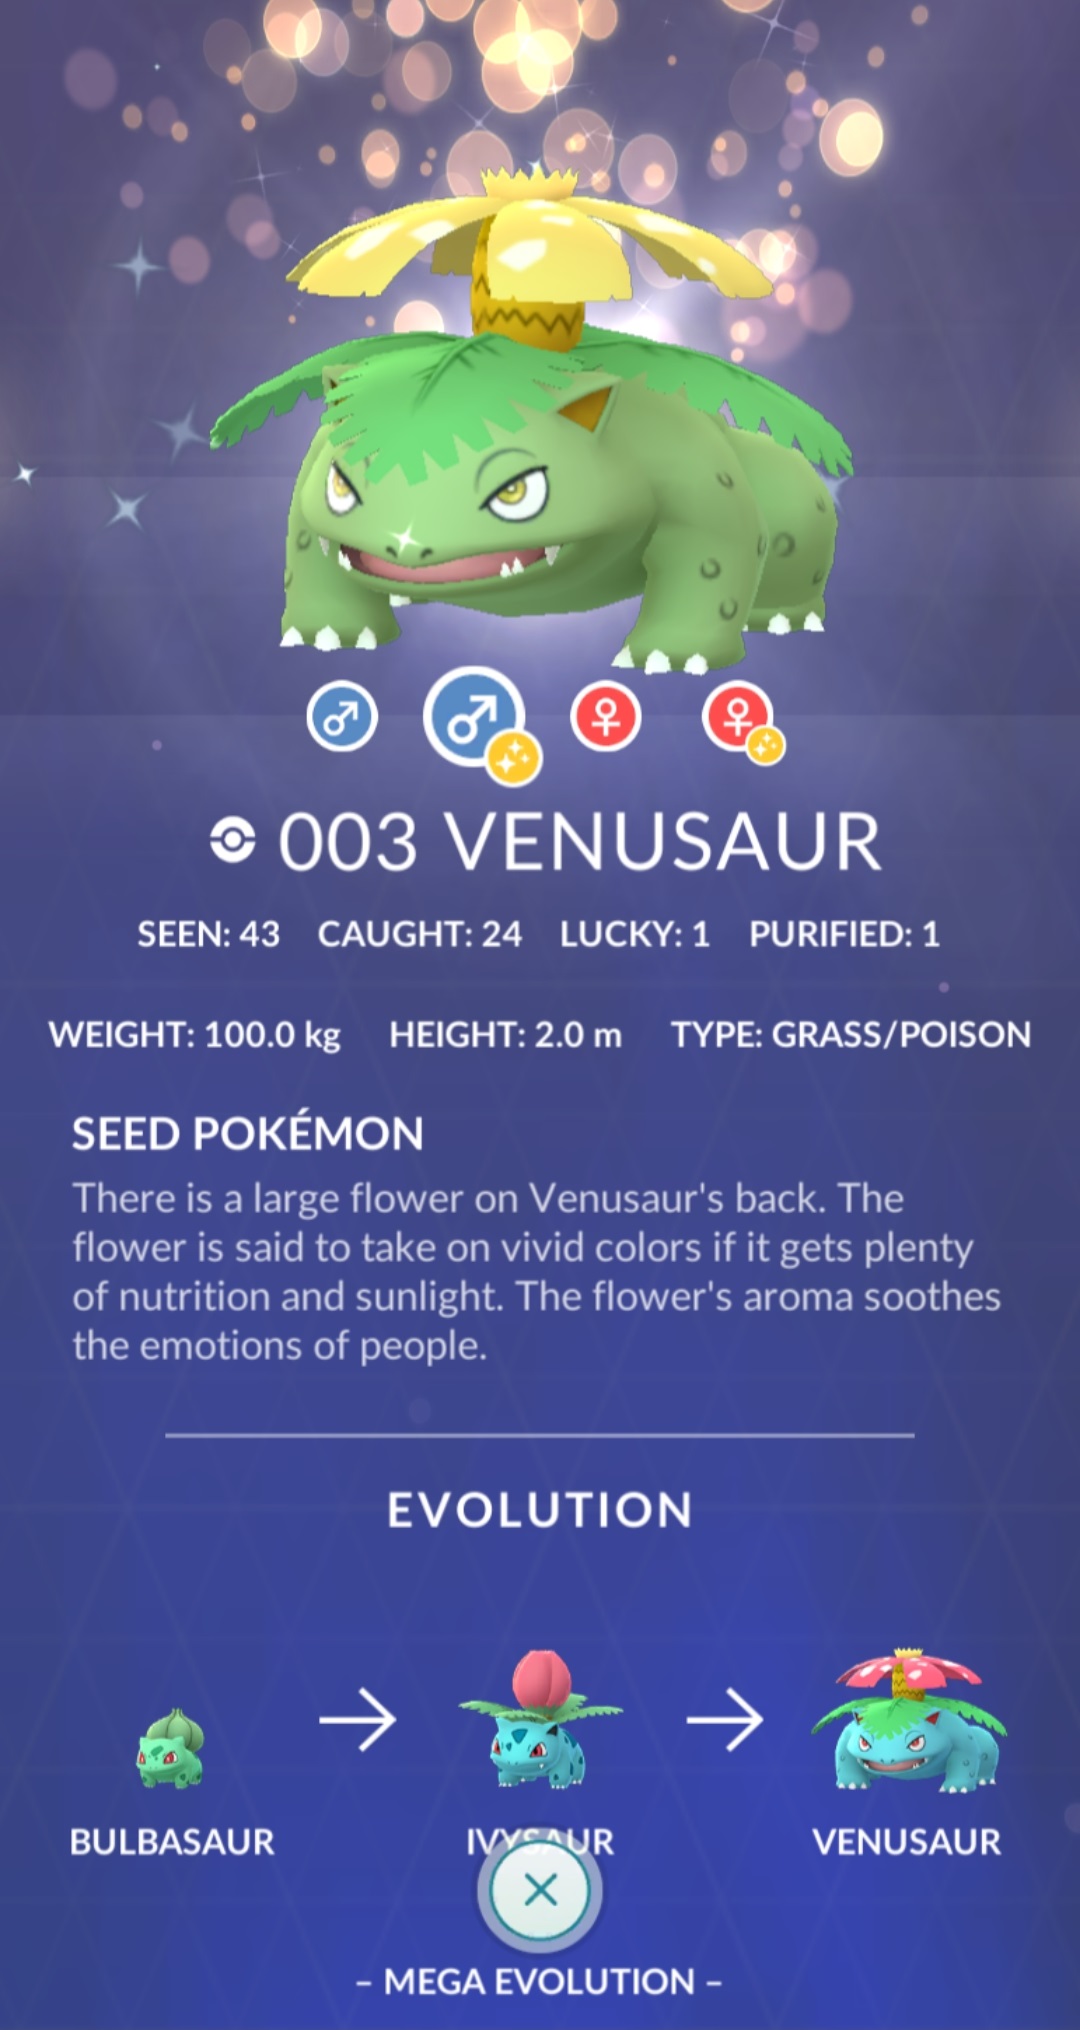 003 VENUSAUR
SEEN: 43 CAUGHT: 24 LUCKY: 1 PURIFIED: 1
WEIGHT: 100.0 kg HEIGHT: 2.0 m TYPE: GRASS/POISON
SEED POKÉMON
There is a large flower on Venusaur's back. The
flower is said to take on vivid colors if it gets plenty
of nutrition and sunlight. The flower's aroma soothes
the emotions of people.
EVOLUTION
BULBASAUR IVYSAUR VENUSAUR
– MEGA EVOLUTION –